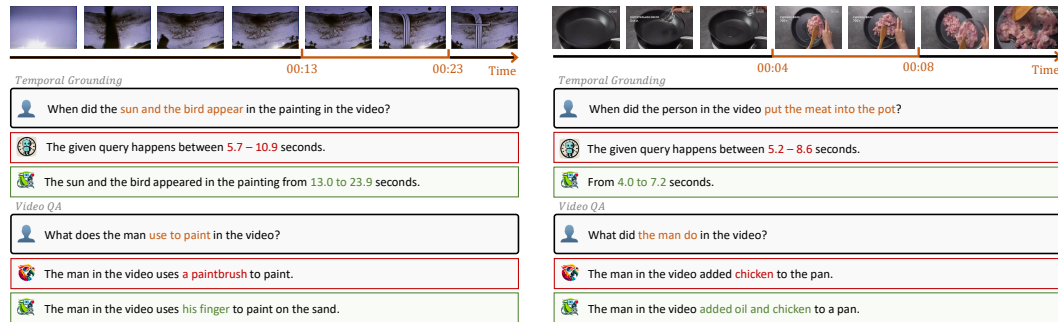 00:13
00:23
Time
Temporal Grounding
When did the sun and the bird appear in the painting in the video?
The given query happens between 5.7 – 10.9 seconds.
The sun and the bird appeared in the painting from 13.0 to 23.9 seconds.
Video QA
What does the man use to paint in the video?
The man in the video uses a paintbrush to paint.
The man in the video uses his finger to paint on the sand.
00:04
00:08
Time
Temporal Grounding
When did the person in the video put the meat into the pot?
The given query happens between 5.2 – 8.6 seconds.
From 4.0 to 7.2 seconds.
Video QA
What did the man do in the video?
The man in the video added chicken to the pan.
The man in the video added oil and chicken to a pan.